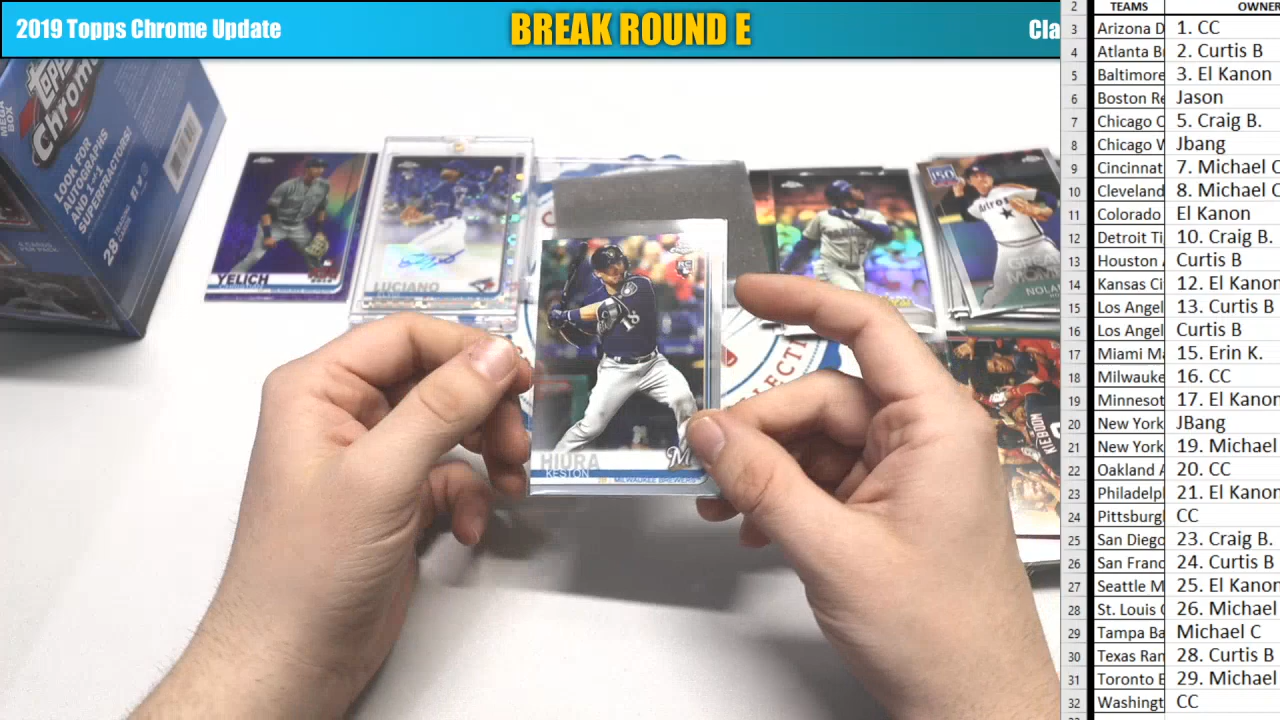 2019 Topps Chrome Update
BREAK ROUND E
Cla
MEGA BOX
Topps
Chrome
LOOK FOR
AUTOGRAPHS
AND 1-OF-1
SUPERFRACTORS!
28
YELICH
LUCIANO
RC
18
HIURA
KESTON
M
MILWAUKEE BREWERS
150
NOLAN
KIEBOOM
2 TEAMS OWNER
3 Arizona D 1. CC
4 Atlanta B 2. Curtis B
5 Baltimore 3. El Kanon
6 Boston Re Jason
7 Chicago C 5. Craig B.
8 Chicago W Jbang
9 Cincinnat 7. Michael C
10 Cleveland 8. Michael C
11 Colorado El Kanon
12 Detroit Ti 10. Craig B.
13 Houston A Curtis B
14 Kansas Ci 12. El Kanon
15 Los Angel 13. Curtis B
16 Los Angel Curtis B
17 Miami Ma 15. Erin K.
18 Milwauke 16. CC
19 Minnesot 17. El Kanon
20 New York JBang
21 New York 19. Michael
22 Oakland A 20. CC
23 Philadelp 21. El Kanon
24 Pittsburg CC
25 San Diego 23. Craig B.
26 San Franc 24. Curtis B
27 Seattle M 25. El Kanon
28 St. Louis C 26. Michael
29 Tampa Ba Michael C
30 Texas Ran 28. Curtis B
31 Toronto B 29. Michael
32 Washingt CC